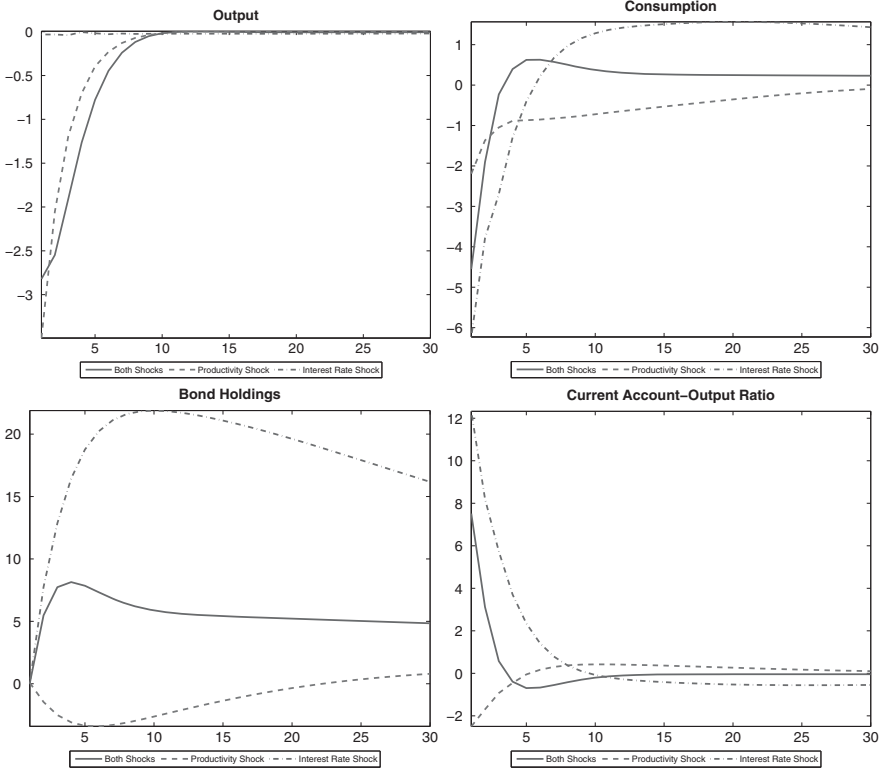 Output
0
−0.5
−1
−1.5
−2
−2.5
−3
5 10 15 20 25 30
Both Shocks Productivity Shock Interest Rate Shock
Consumption
1
0
−1
−2
−3
−4
−5
−6
5 10 15 20 25 30
Both Shocks Productivity Shock Interest Rate Shock
Bond Holdings
20
15
10
5
0
5 10 15 20 25 30
Both Shocks Productivity Shock Interest Rate Shock
Current Account−Output Ratio
12
10
8
6
4
2
0
−2
5 10 15 20 25 30
Both Shocks Productivity Shock Interest Rate Shock